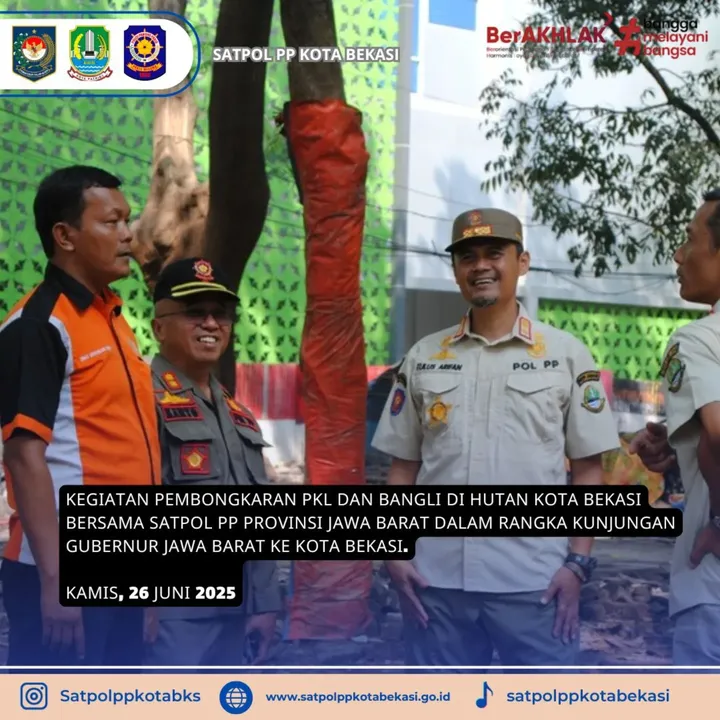 SATPOL PP KOTA BEKASI
BerAKHLAK
bangga
melayani
bangsa
TULUS ARIFAN
POL PP
KEGIATAN PEMBONGKARAN PKL DAN BANGLI DI HUTAN KOTA BEKASI
BERSAMA SATPOL PP PROVINSI JAWA BARAT DALAM RANGKA KUNJUNGAN
GUBERNUR JAWA BARAT KE KOTA BEKASI.
KAMIS, 26 JUNI 2025
Satpolppkotabks
www.satpolppkotabekasi.go.id
satpolppkotabekasi